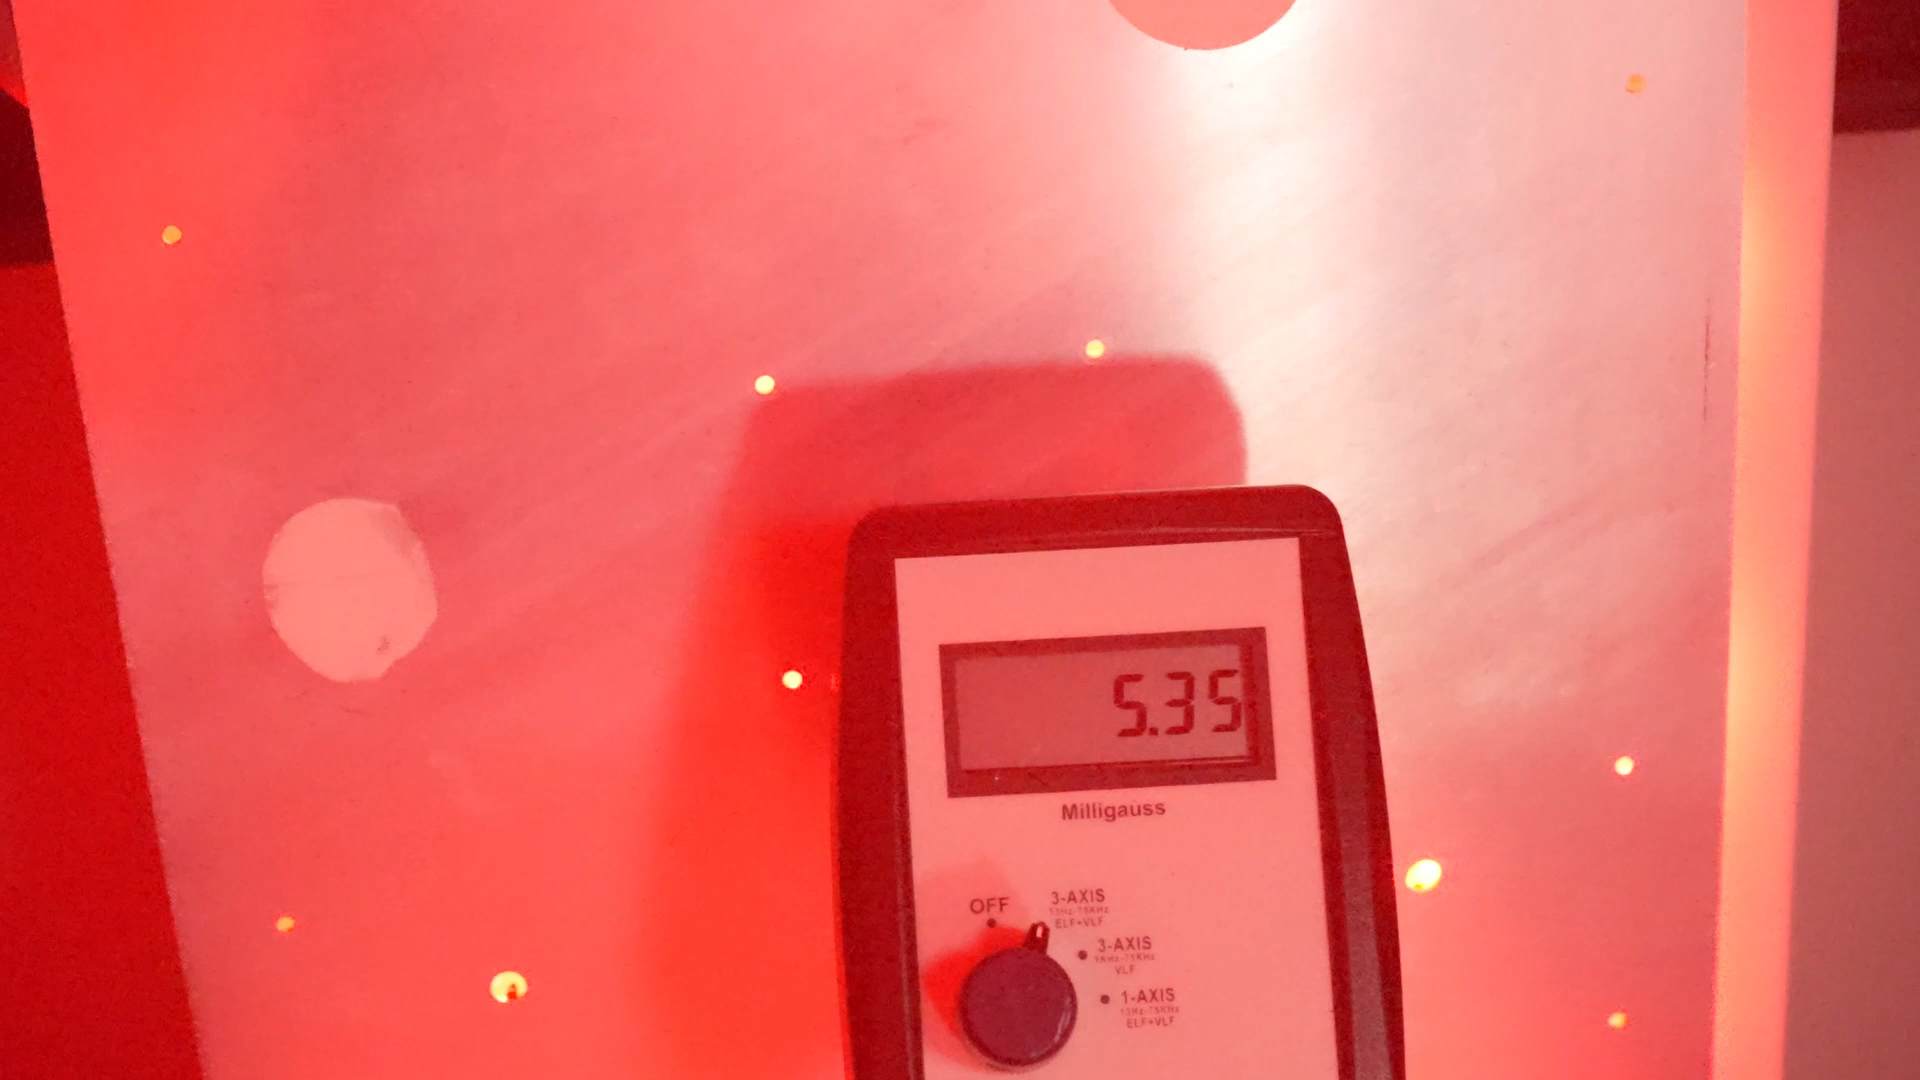 5.35
Milligauss
OFF
3-AXIS
ELF+VLF
3-AXIS
VLF
1-AXIS
ELF+VLF